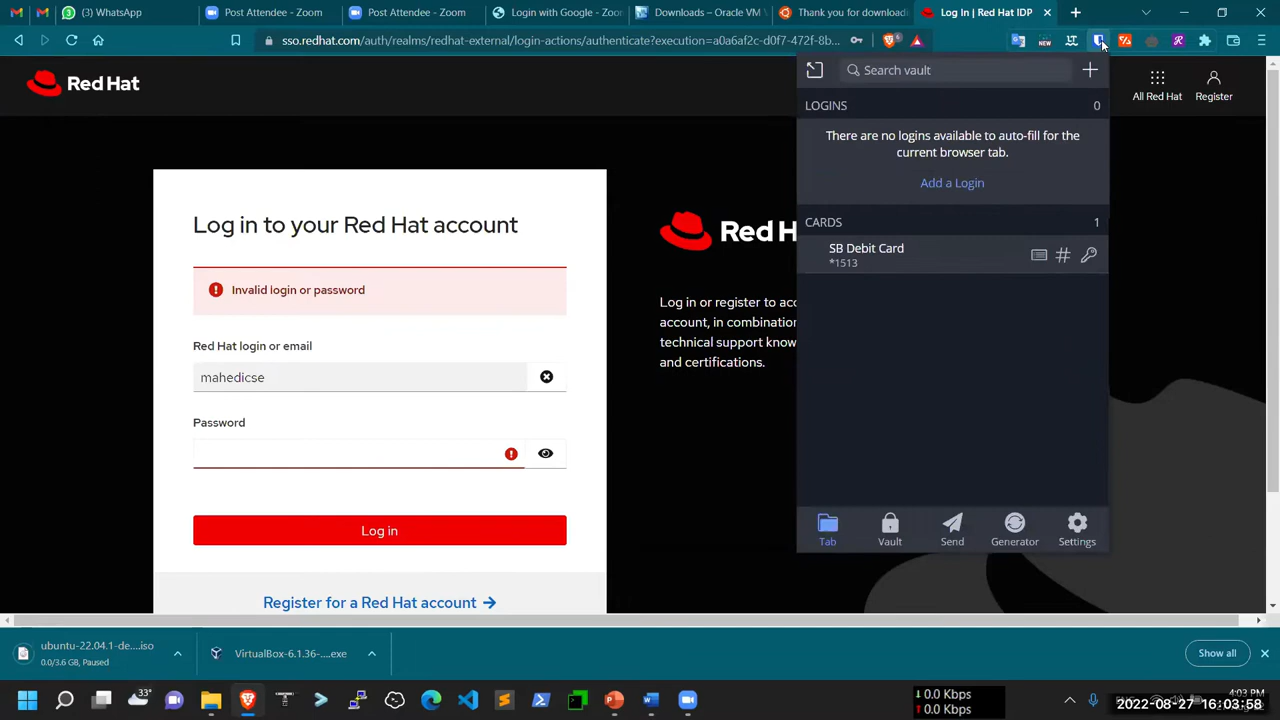 (3) WhatsApp
Post Attendee - Zoom
Post Attendee - Zoom
Login with Google - Zoo
Downloads – Oracle VM
Thank you for downloadi
Log In | Red Hat IDP
sso.redhat.com/auth/realms/redhat-external/login-actions/authenticate?execution=a0a6af2c-d0f7-472f-8b...
6
NEW
Red Hat
All Red Hat
Register
Search vault
LOGINS
0
There are no logins available to auto-fill for the
current browser tab.
Add a Login
CARDS
1
SB Debit Card
*1513
Tab
Vault
Send
Generator
Settings
Log in to your Red Hat account
Invalid login or password
Red Hat login or email
mahedicse
Password
Log in
Register for a Red Hat account
Red H
Log in or register to acc
account, in combination
technical support know
and certifications.
ubuntu-22.04.1-de....iso
0.0/3.6 GB, Paused
VirtualBox-6.1.36-....exe
Show all
33°
0.0 Kbps
0.0 Kbps
4:03 PM
2022-08-27 16:03:58